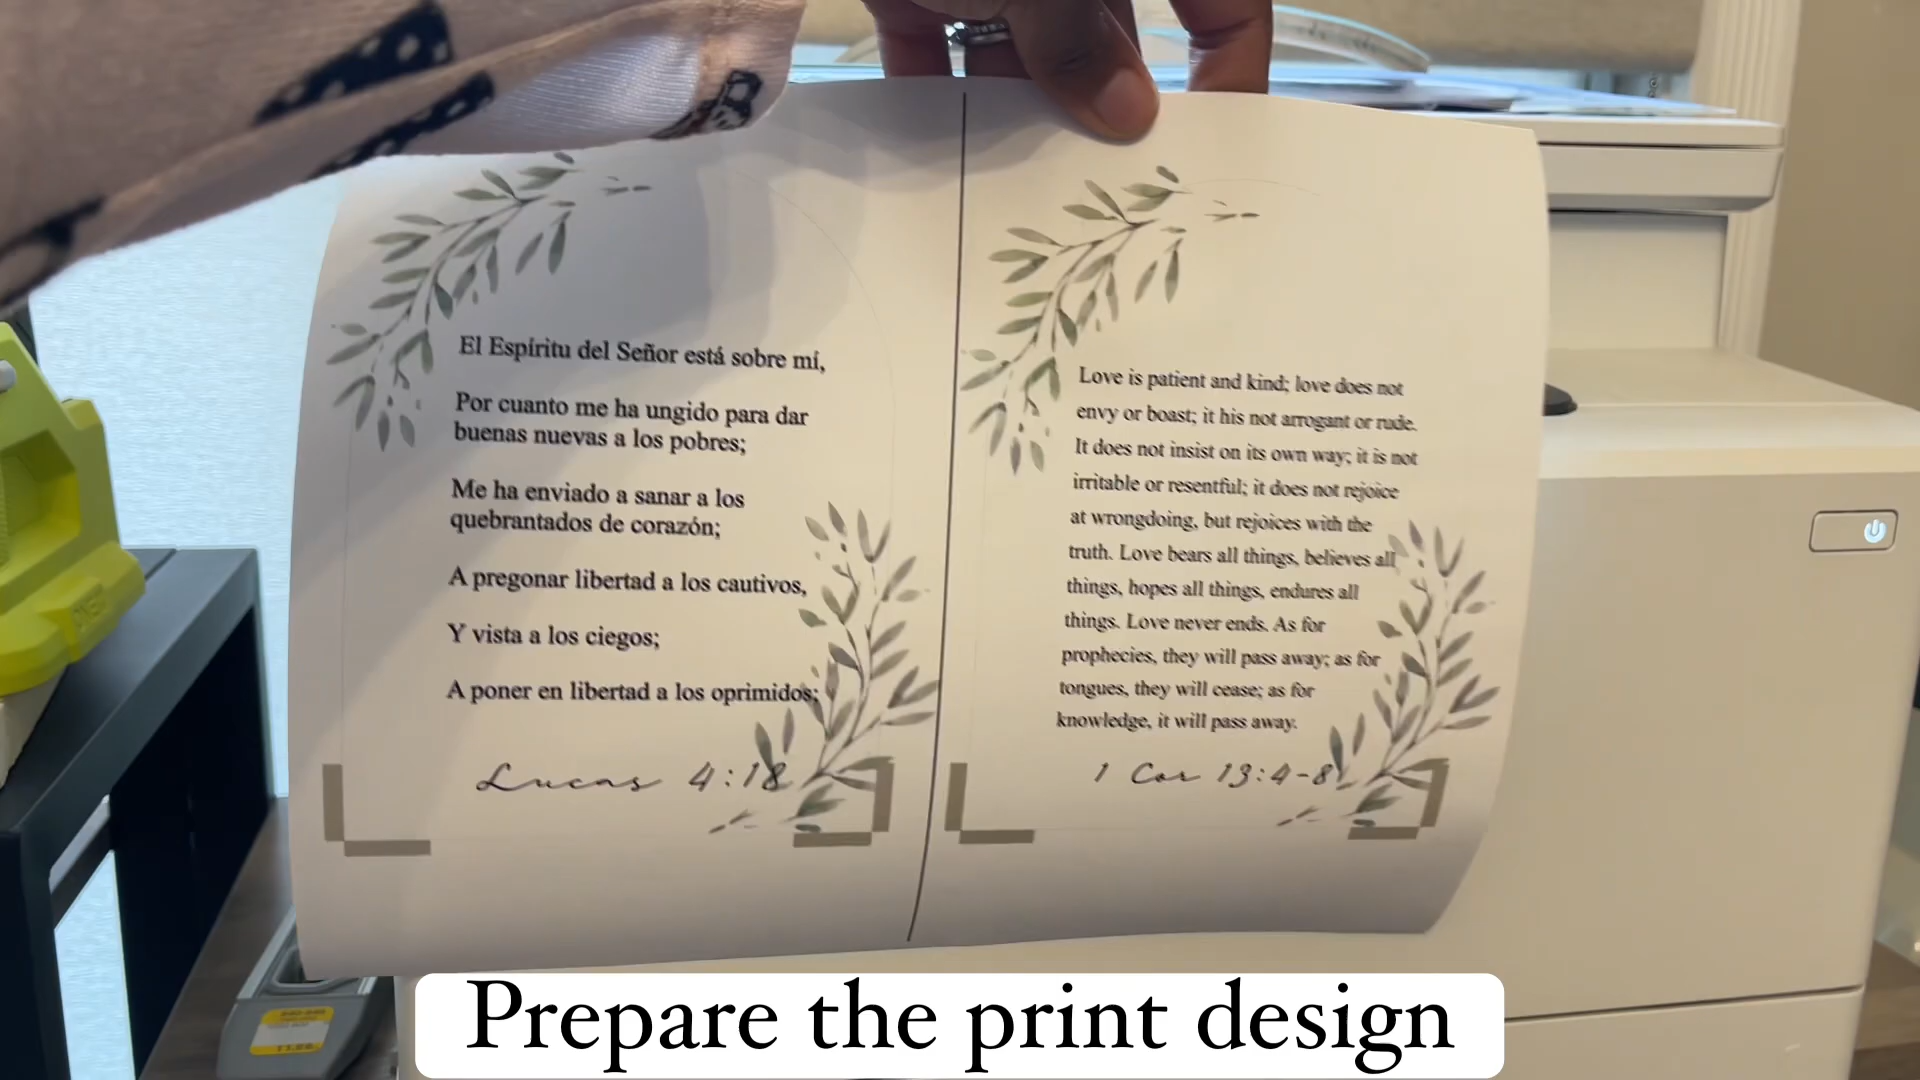 El Espíritu del Señor está sobre mí,
Por cuanto me ha ungido para dar
buenas nuevas a los pobres;
Me ha enviado a sanar a los
quebrantados de corazón;
A pregonar libertad a los cautivos,
Y vista a los ciegos;
A poner en libertad a los oprimidos;
Lucas 4:18
Love is patient and kind; love does not
envy or boast; it his not arrogant or rude.
It does not insist on its own way; it is not
irritable or resentful; it does not rejoice
at wrongdoing, but rejoices with the
truth. Love bears all things, believes all
things, hopes all things, endures all
things. Love never ends. As for
prophecies, they will pass away; as for
tongues, they will cease; as for
knowledge, it will pass away.
1 Cor 13:4-8
Prepare the print design